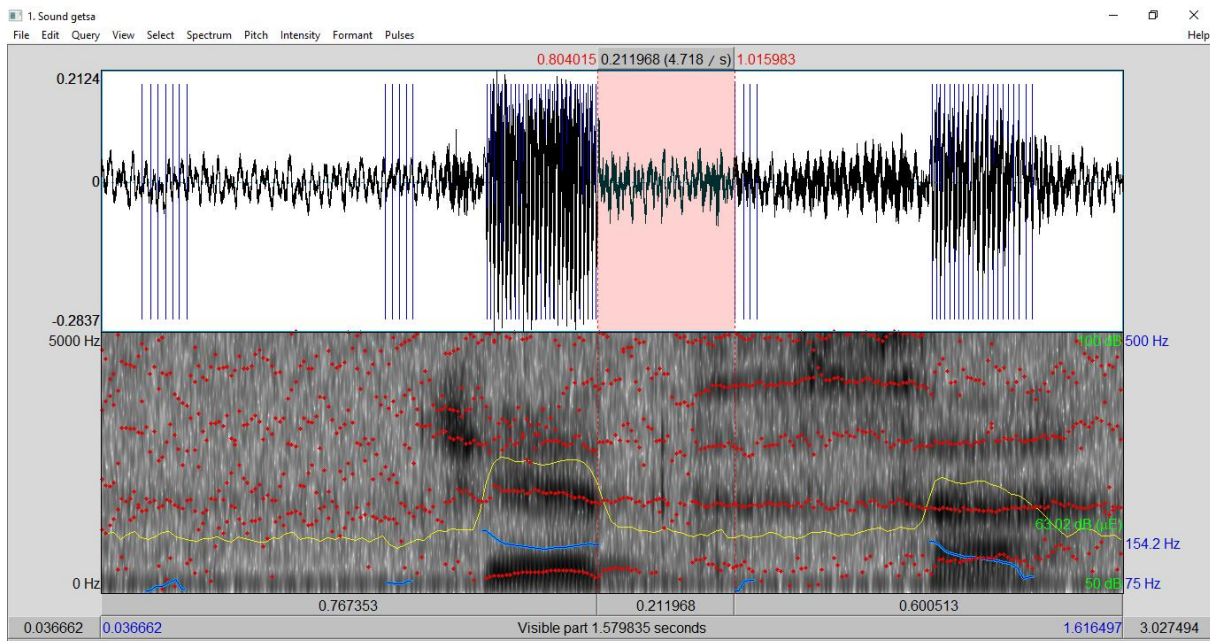 1. Sound getsa
File Edit Query View Select Spectrum Pitch Intensity Formant Pulses Help
0.804015 0.211968 (4.718 / s) 1.015983
0.2124
0
-0.2837
5000 Hz 100 dB 500 Hz
63.02 dB (µE)
154.2 Hz
0 Hz 50 dB 75 Hz
0.767353 0.211968 0.600513
0.036662 0.036662 Visible part 1.579835 seconds 1.616497 3.027494